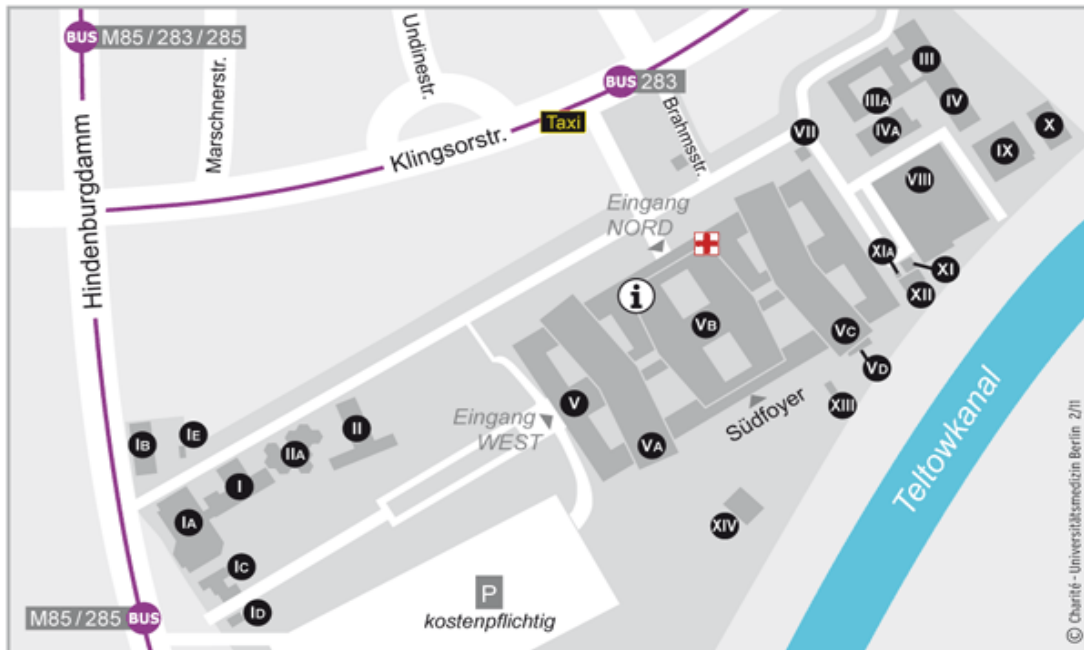 BUS M85 / 283 / 285
Marschnerstr.
Undinestr.
BUS 283
Taxi
Klingsorstr.
Brahmsstr.
Hindenburgdamm
III
IIIA
IV
IVA
VII
X
IX
VIII
Eingang
NORD
XIA
XI
XII
i
VB
VC
VD
V
XIII
Südfoyer
Eingang
WEST
VA
II
IB
IE
IIA
I
IA
XIV
IC
ID
Teltowkanal
P
kostenpflichtig
M85 / 285 BUS
© Charité - Universitätsmedizin Berlin 2/11